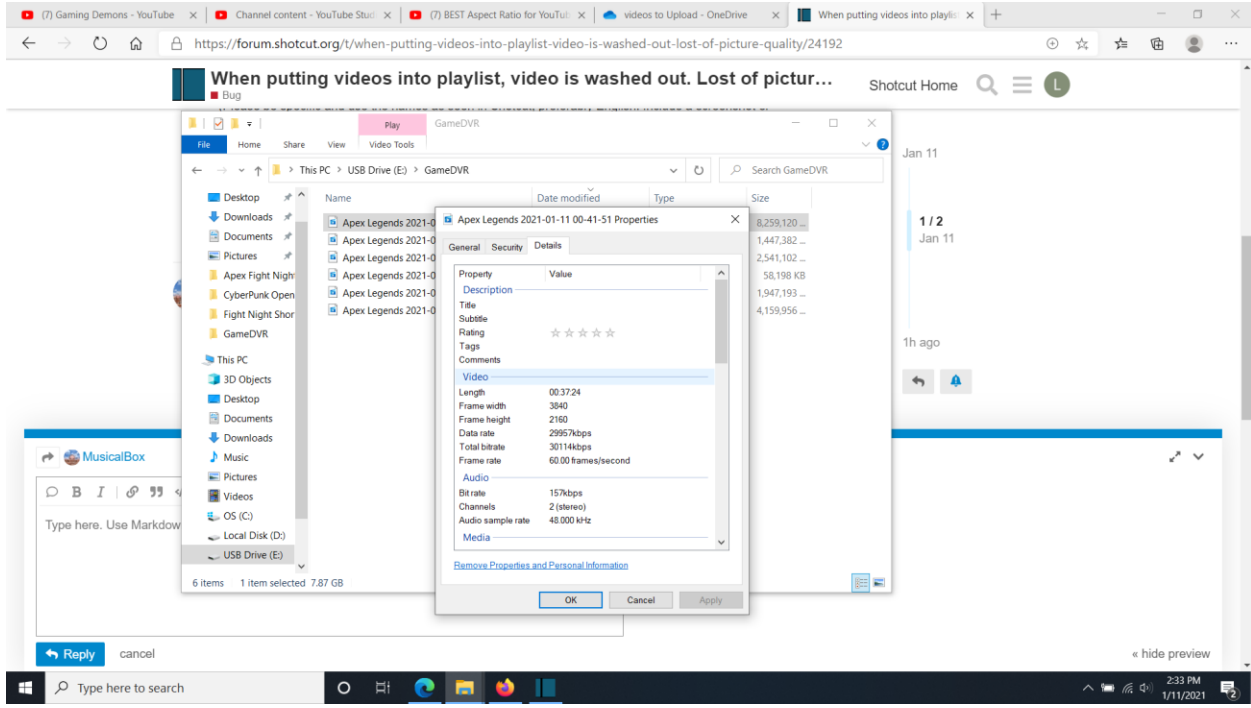 (7) Gaming Demons - YouTube
Channel content - YouTube Stud
(7) BEST Aspect Ratio for YouTub
videos to Upload - OneDrive
When putting videos into playlis
https://forum.shotcut.org/t/when-putting-videos-into-playlist-video-is-washed-out-lost-of-picture-quality/24192
When putting videos into playlist, video is washed out. Lost of pictur...
Bug
Shotcut Home
L
Play
GameDVR
File Home Share View Video Tools
This PC > USB Drive (E:) > GameDVR
Search GameDVR
Jan 11
1 / 2
Jan 11
1h ago
Desktop
Downloads
Documents
Pictures
Apex Fight Night
CyberPunk Open
Fight Night Shor
GameDVR
This PC
3D Objects
Desktop
Documents
Downloads
Music
Pictures
Videos
OS (C:)
Local Disk (D:)
USB Drive (E:)
Name Date modified Type Size
Apex Legends 2021-0 8,259,120 ...
Apex Legends 2021-0 1,447,382 ...
Apex Legends 2021-0 2,541,102 ...
Apex Legends 2021-0 58,198 KB
Apex Legends 2021-0 1,947,193 ...
Apex Legends 2021-0 4,159,956 ...
Apex Legends 2021-01-11 00-41-51 Properties
General Security Details
Property Value
Description
Title
Subtitle
Rating
Tags
Comments
Video
Length 00:37:24
Frame width 3840
Frame height 2160
Data rate 29957kbps
Total bitrate 30114kbps
Frame rate 60.00 frames/second
Audio
Bit rate 157kbps
Channels 2 (stereo)
Audio sample rate 48.000 kHz
Media
Remove Properties and Personal Information
OK Cancel Apply
6 items 1 item selected 7.87 GB
MusicalBox
B I
Type here. Use Markdow
Reply cancel
« hide preview
Type here to search
2:33 PM
1/11/2021
2